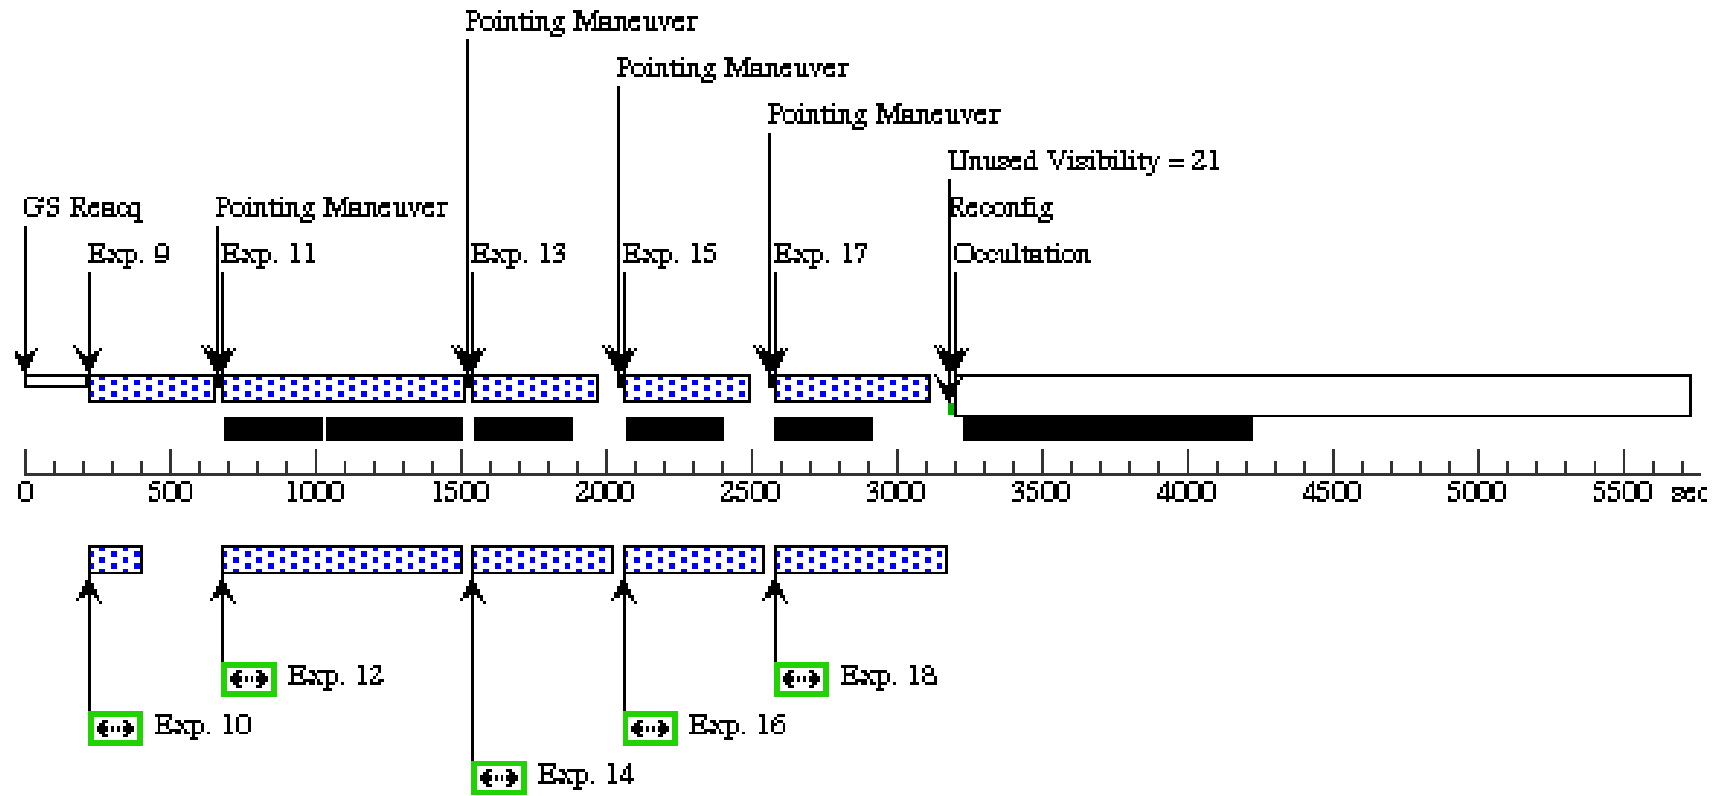 Pointing Maneuver
Pointing Maneuver
Pointing Maneuver
Unused Visibility = 21
GS Reacq
Pointing Maneuver
Reconfig
Exp. 9
Exp. 11
Exp. 13
Exp. 15
Exp. 17
Occultation
0 500 1000 1500 2000 2500 3000 3500 4000 4500 5000 5500 sec
Exp. 12
Exp. 18
Exp. 10
Exp. 16
Exp. 14